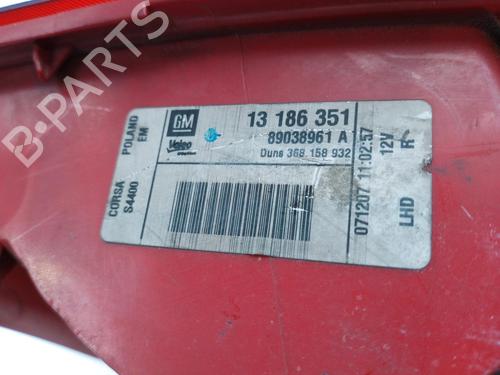 GM
13 186 351
Valeo
89038961 A
Duns 368 158 932
POLAND
EM
CORSA
S4400
071207 11:02:57
12V
R
LHD
B-PARTS